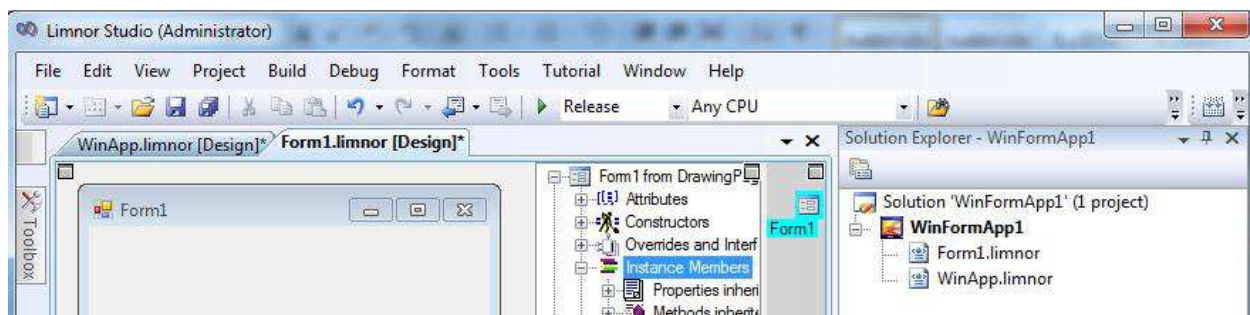 Limnor Studio (Administrator)
File Edit View Project Build Debug Format Tools Tutorial Window Help
Release Any CPU
WinApp.limnor [Design]* Form1.limnor [Design]*
Solution Explorer - WinFormApp1
Toolbox
Form1
Form1 from DrawingP
Attributes
Constructors
Overrides and Interf
Instance Members
Properties inheri
Methods inherite
Form1
Solution 'WinFormApp1' (1 project)
WinFormApp1
Form1.limnor
WinApp.limnor